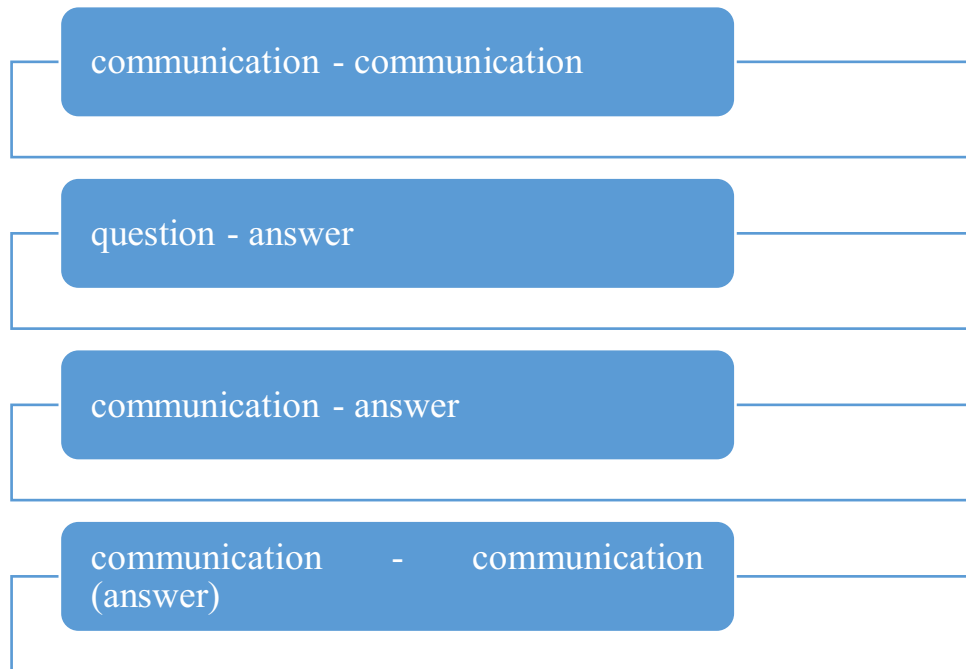 communication - communication
question - answer
communication - answer
communication - communication
(answer)